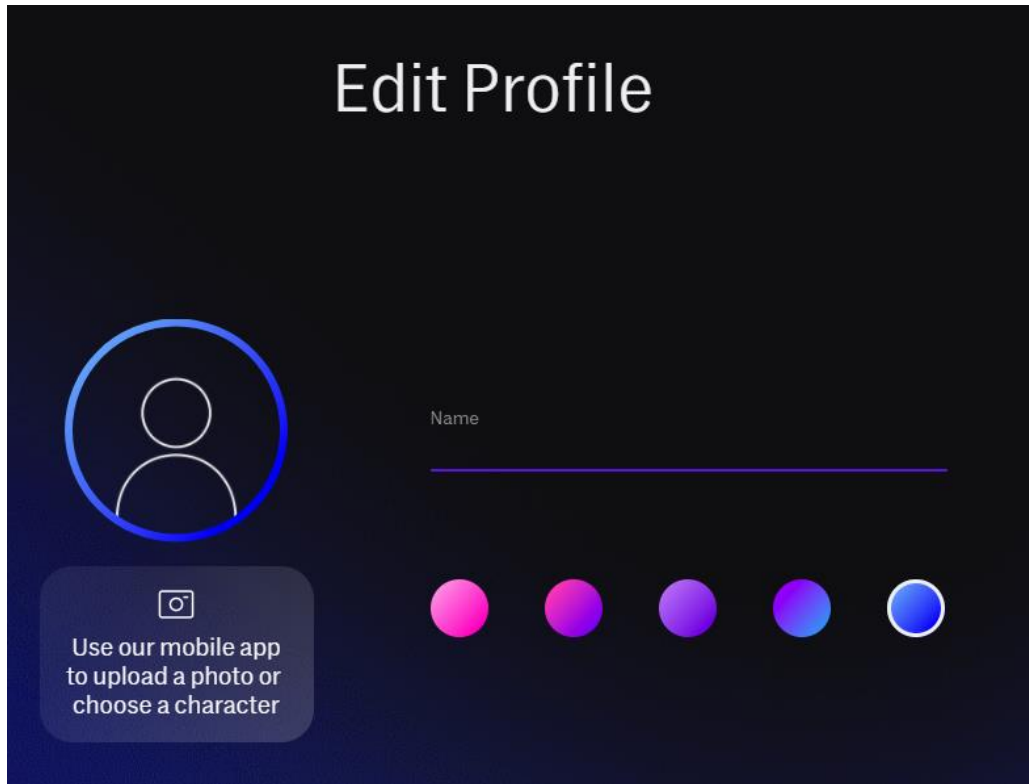 Edit Profile
Name
Use our mobile app
to upload a photo or
choose a character